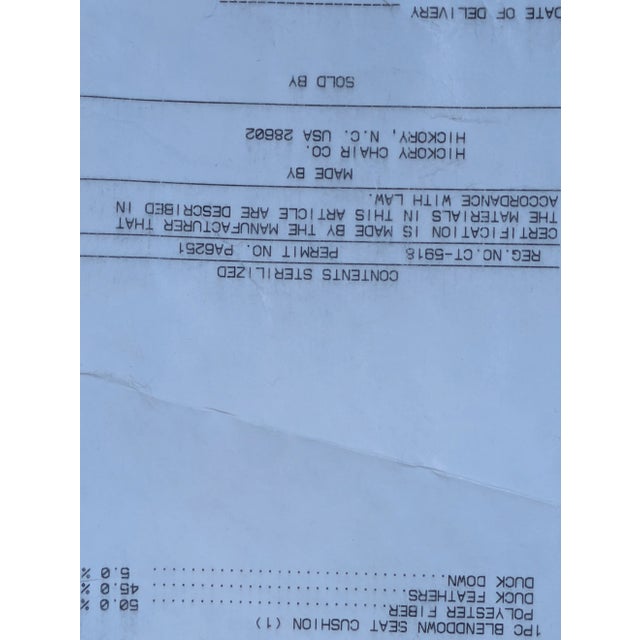 1PC BLENDDOWN SEAT CUSHION (1)
POLYESTER FIBER.................... 50.0 %
DUCK FEATHERS...................... 45.0 %
DUCK DOWN.......................... 5.0 %
CONTENTS STERILIZED
REG.NO.CT-5918 PERMIT NO. PA6251
CERTIFICATION IS MADE BY THE MANUFACTURER THAT
THE MATERIALS IN THIS ARTICLE ARE DESCRIBED IN
ACCORDANCE WITH LAW.
MADE BY
HICKORY CHAIR CO.
HICKORY, N.C. USA 28602
SOLD BY
DATE OF DELIVERY